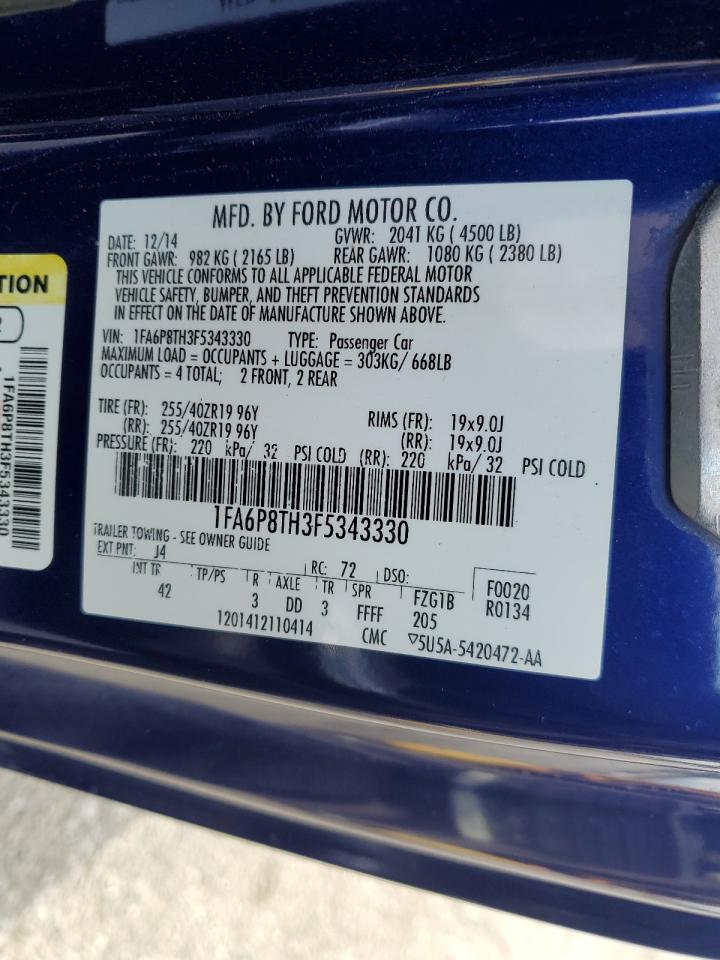 MFD. BY FORD MOTOR CO.
DATE: 12/14 GVWR: 2041 KG ( 4500 LB)
FRONT GAWR: 982 KG ( 2165 LB) REAR GAWR: 1080 KG ( 2380 LB)
THIS VEHICLE CONFORMS TO ALL APPLICABLE FEDERAL MOTOR
VEHICLE SAFETY, BUMPER, AND THEFT PREVENTION STANDARDS
IN EFFECT ON THE DATE OF MANUFACTURE SHOWN ABOVE.
VIN: 1FA6P8TH3F5343330 TYPE: Passenger Car
MAXIMUM LOAD = OCCUPANTS + LUGGAGE = 303KG/ 668LB
OCCUPANTS = 4 TOTAL; 2 FRONT, 2 REAR
TIRE (FR): 255/40ZR19 96Y RIMS (FR): 19x9.0J
(RR): 255/40ZR19 96Y (RR): 19x9.0J
PRESSURE (FR): 220 kPa/ 32 PSI COLD (RR): 220 kPa/ 32 PSI COLD
1FA6P8TH3F5343330
TRAILER TOWING - SEE OWNER GUIDE
EXT PNT: J4 RC: 72 DSO: F0020
INT TR TP/PS R AXLE TR SPR FZG1B R0134
42 3 DD 3 FFFF 205
1201412110414 CMC ▽5U5A-5420472-AA
TION
1FA6P8TH3F5343330